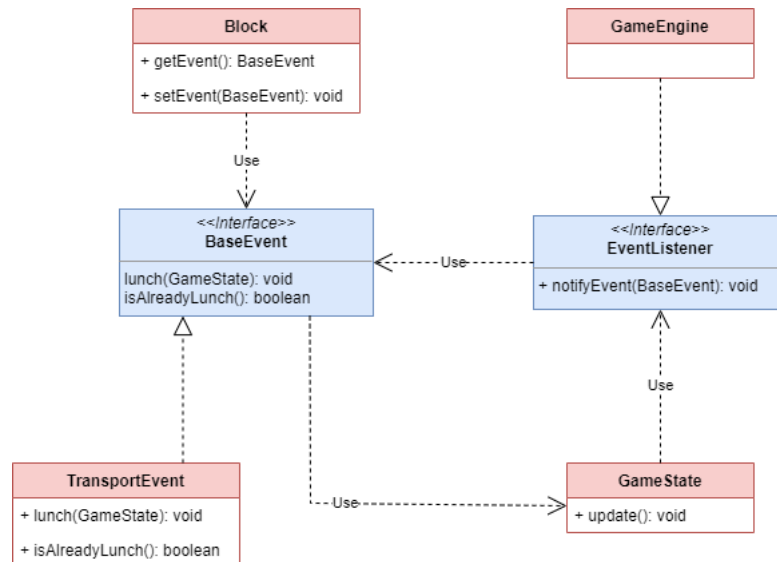 Block
+ getEvent(): BaseEvent
+ setEvent(BaseEvent): void
GameEngine
Use
<<Interface>>
BaseEvent
lunch(GameState): void
isAlreadyLunch(): boolean
Use
<<Interface>>
EventListener
+ notifyEvent(BaseEvent): void
Use
TransportEvent
+ lunch(GameState): void
+ isAlreadyLunch(): boolean
Use
GameState
+ update(): void